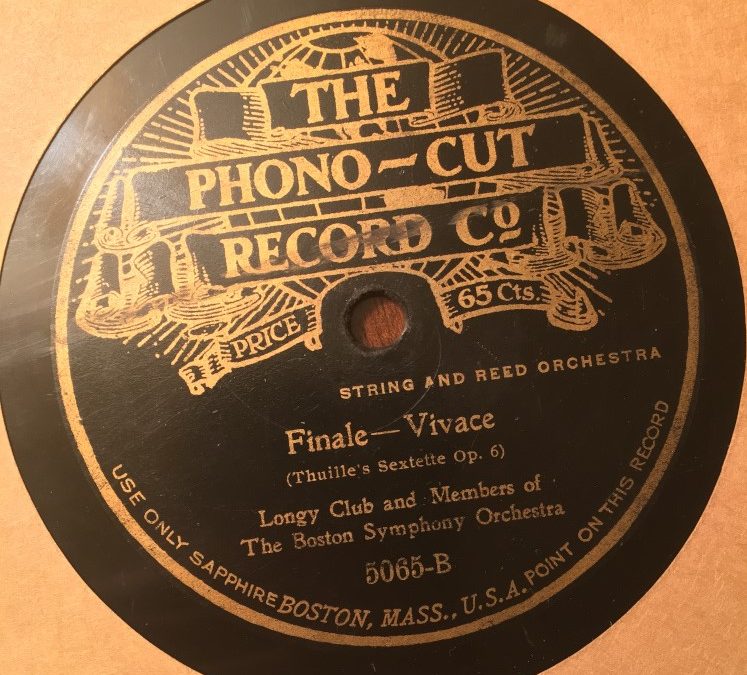 THE
PHONO-CUT
RECORD Cọ
PRICE 65 Cts.
STRING AND REED ORCHESTRA
Finale—Vivace
(Thuille's Sextette Op. 6)
Longy Club and Members of
The Boston Symphony Orchestra
5065-B
USE ONLY SAPPHIRE POINT ON THIS RECORD
BOSTON, MASS., U.S.A.